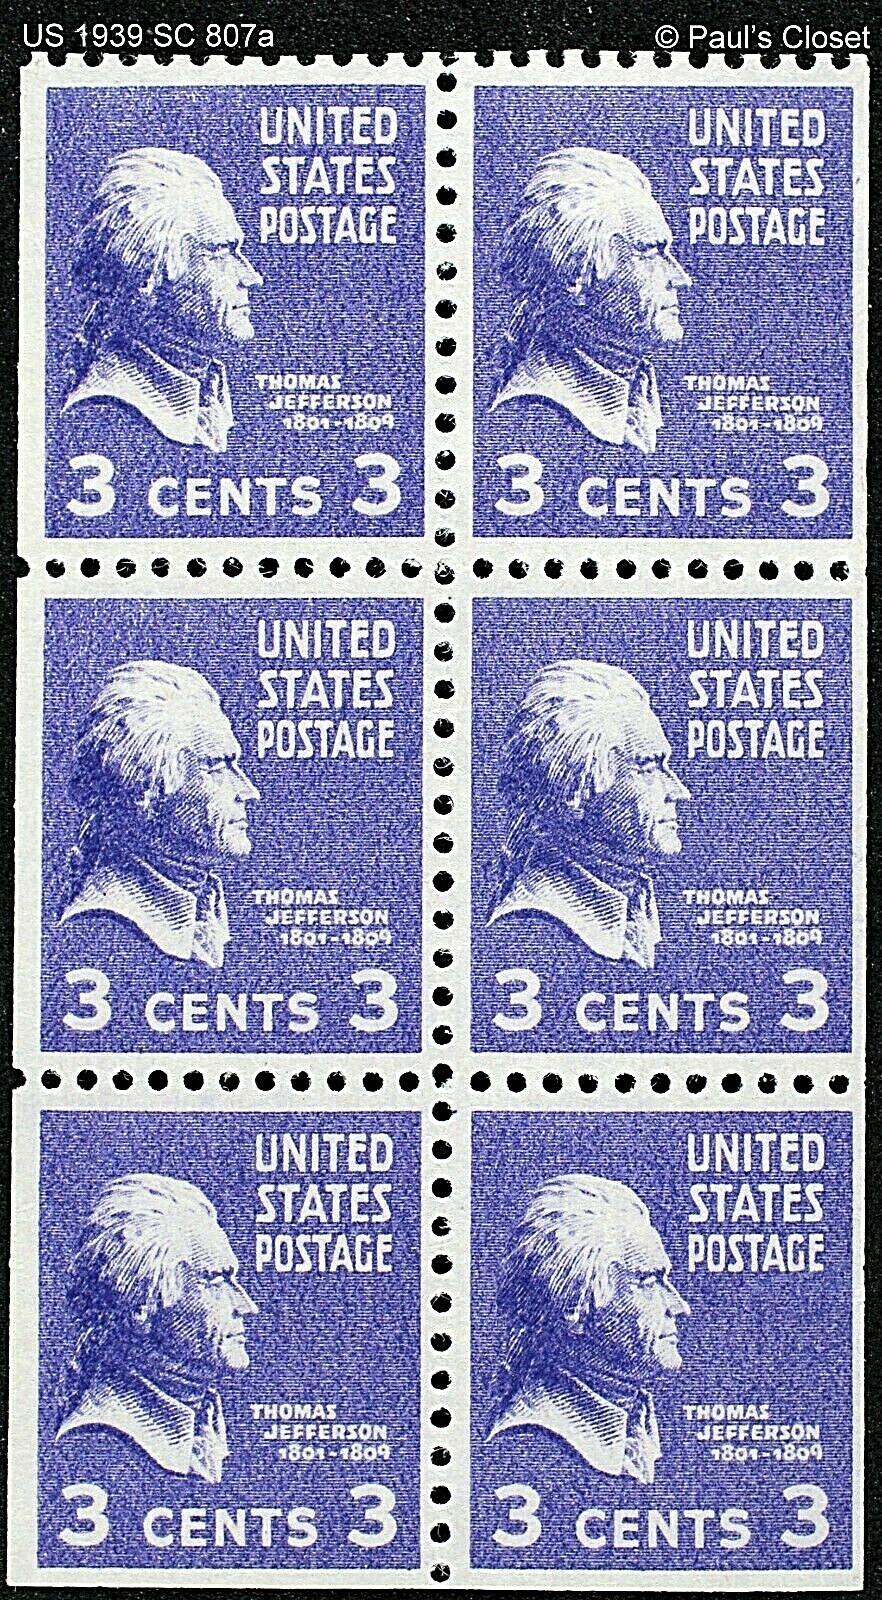 US 1939 SC 807a
© Paul's Closet
UNITED
STATES
POSTAGE
THOMAS
JEFFERSON
1801-1809
3 CENTS 3
UNITED
STATES
POSTAGE
THOMAS
JEFFERSON
1801-1809
3 CENTS 3
UNITED
STATES
POSTAGE
THOMAS
JEFFERSON
1801-1809
3 CENTS 3
UNITED
STATES
POSTAGE
THOMAS
JEFFERSON
1801-1809
3 CENTS 3
UNITED
STATES
POSTAGE
THOMAS
JEFFERSON
1801-1809
3 CENTS 3
UNITED
STATES
POSTAGE
THOMAS
JEFFERSON
1801-1809
3 CENTS 3